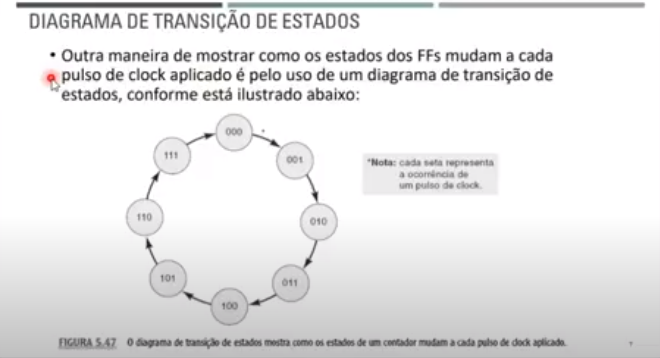 DIAGRAMA DE TRANSIÇÃO DE ESTADOS
• Outra maneira de mostrar como os estados dos FFs mudam a cada
pulso de clock aplicado é pelo uso de um diagrama de transição de
estados, conforme está ilustrado abaixo:
000
111
001
*Nota: cada seta representa
a ocorrência de
um pulso de clock.
110
010
101
011
100
FIGURA 5.47 O diagrama de transição de estados mostra como os estados de um contador mudam a cada pulso de clock aplicado.